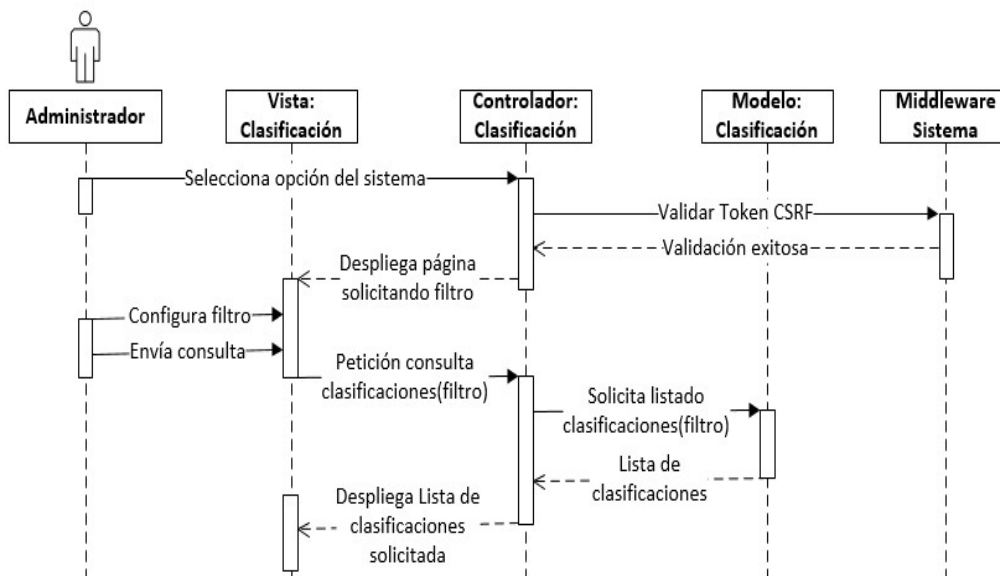 Administrador
Vista:
Clasificación
Controlador:
Clasificación
Modelo:
Clasificación
Middleware
Sistema
Selecciona opción del sistema
Validar Token CSRF
Validación exitosa
Despliega página
solicitando filtro
Configura filtro
Envía consulta
Petición consulta
clasificaciones(filtro)
Solicita listado
clasificaciones(filtro)
Lista de
clasificaciones
Despliega Lista de
clasificaciones
solicitada